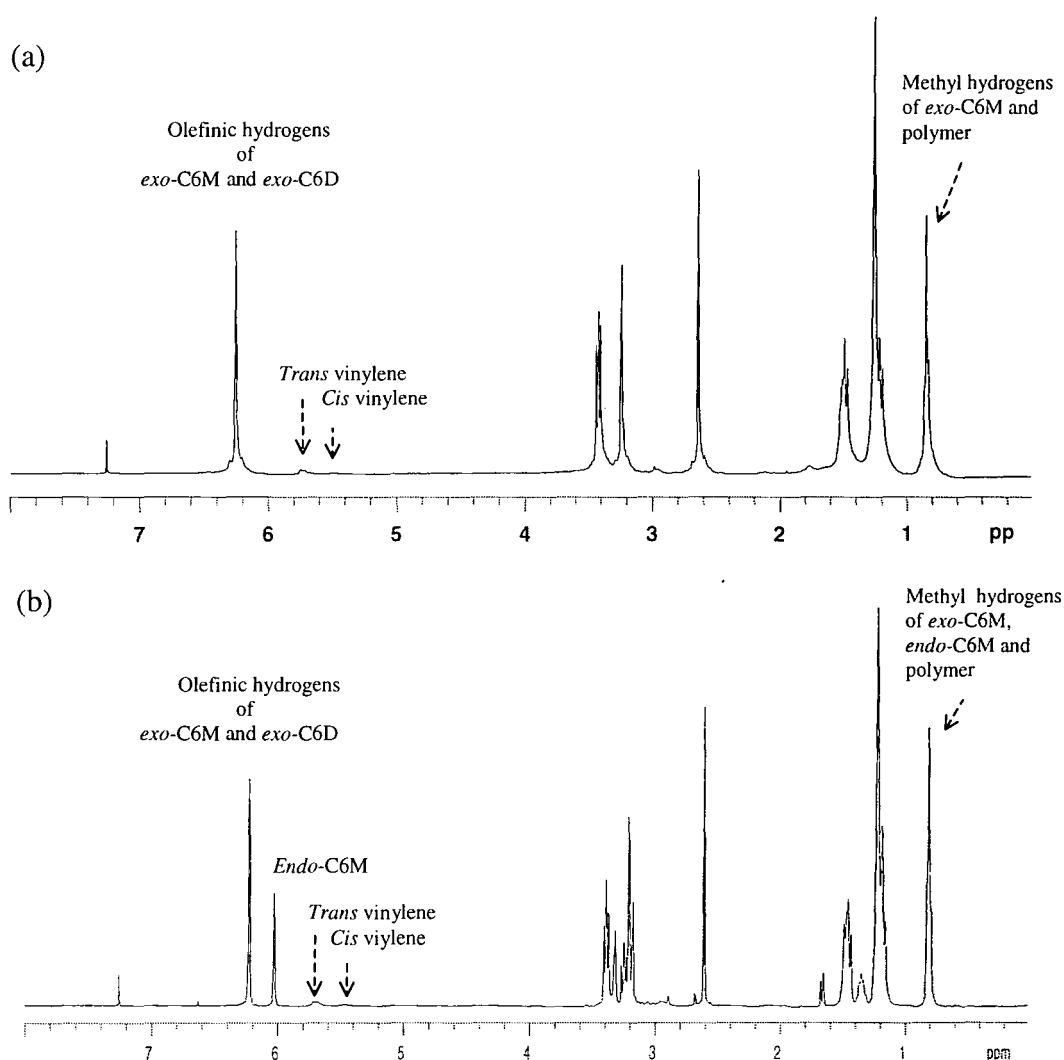 (a)
Olefinic hydrogens
of
exo-C6M and exo-C6D
Trans vinylene
Cis vinylene
Methyl hydrogens
of exo-C6M and
polymer
7 6 5 4 3 2 1 pp
(b)
Olefinic hydrogens
of
exo-C6M and exo-C6D
Endo-C6M
Trans vinylene
Cis viylene
Methyl hydrogens
of exo-C6M,
endo-C6M and
polymer
7 6 5 4 3 2 1 ppm